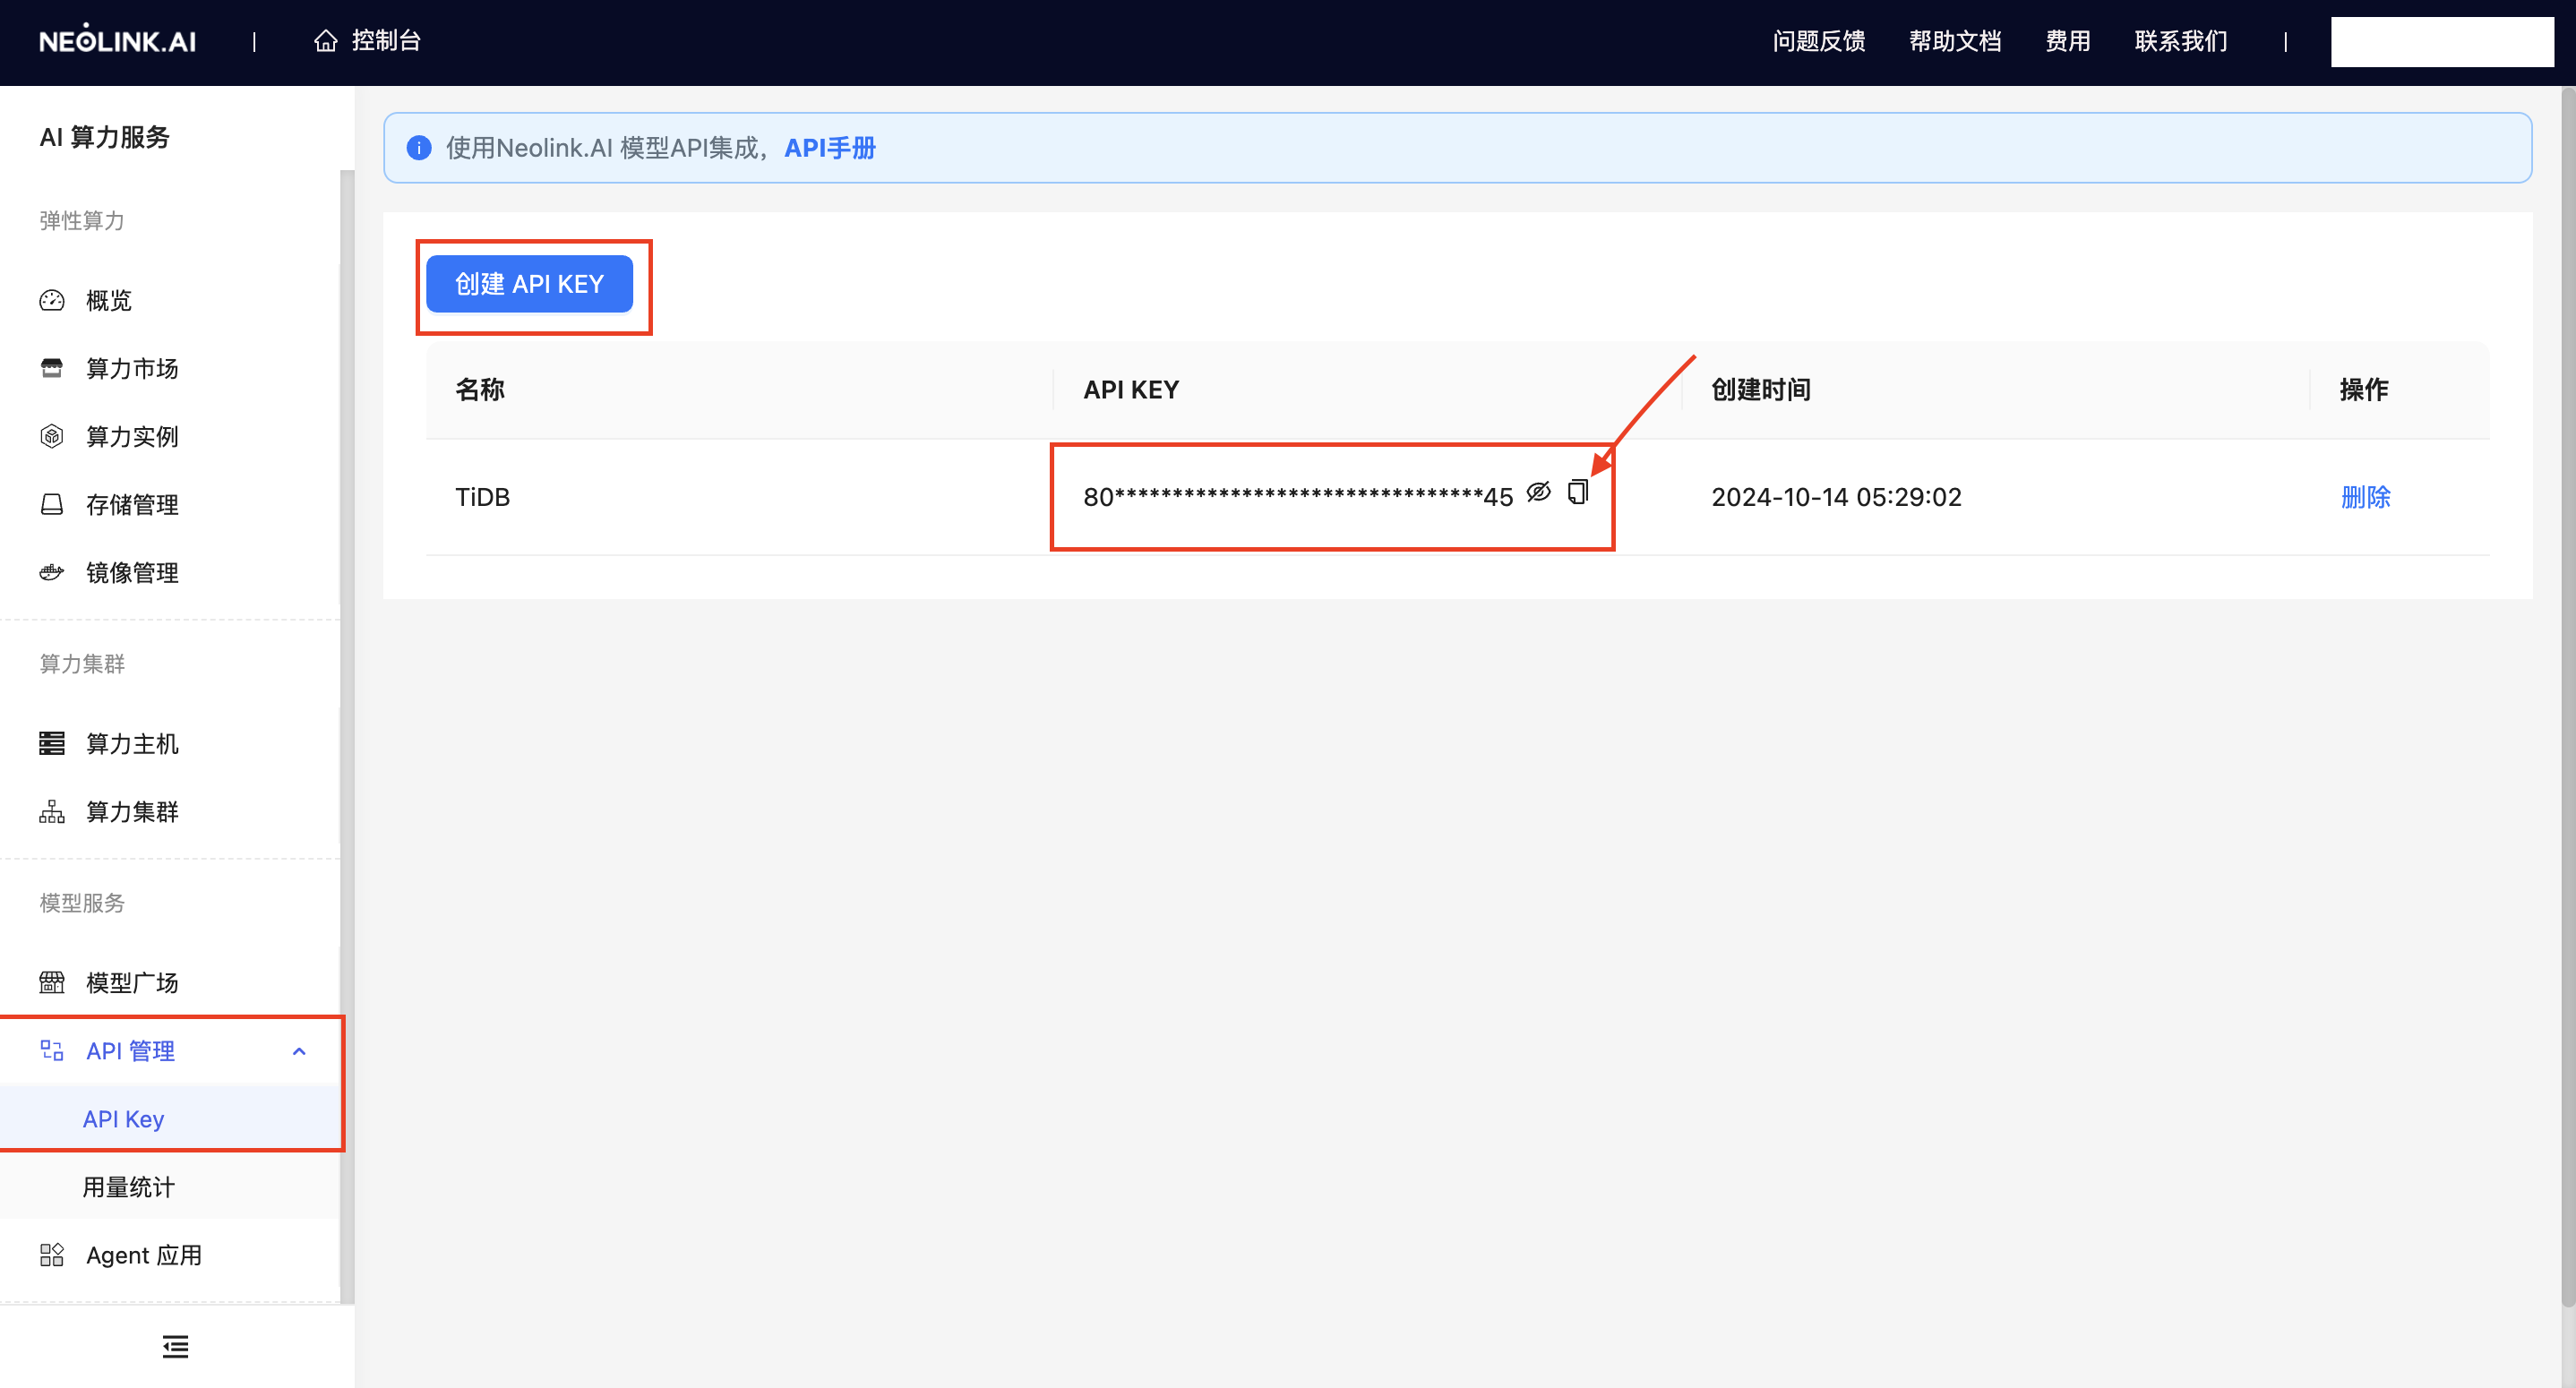 NEOLINK.AI | 控制台 问题反馈 帮助文档 费用 联系我们 |
AI 算力服务
弹性算力
概览
算力市场
算力实例
存储管理
镜像管理
算力集群
算力主机
算力集群
模型服务
模型广场
API 管理
API Key
用量统计
Agent 应用
使用Neolink.AI 模型API集成，API手册
创建 API KEY
名称 API KEY 创建时间 操作
TiDB 80********************************45 2024-10-14 05:29:02 删除